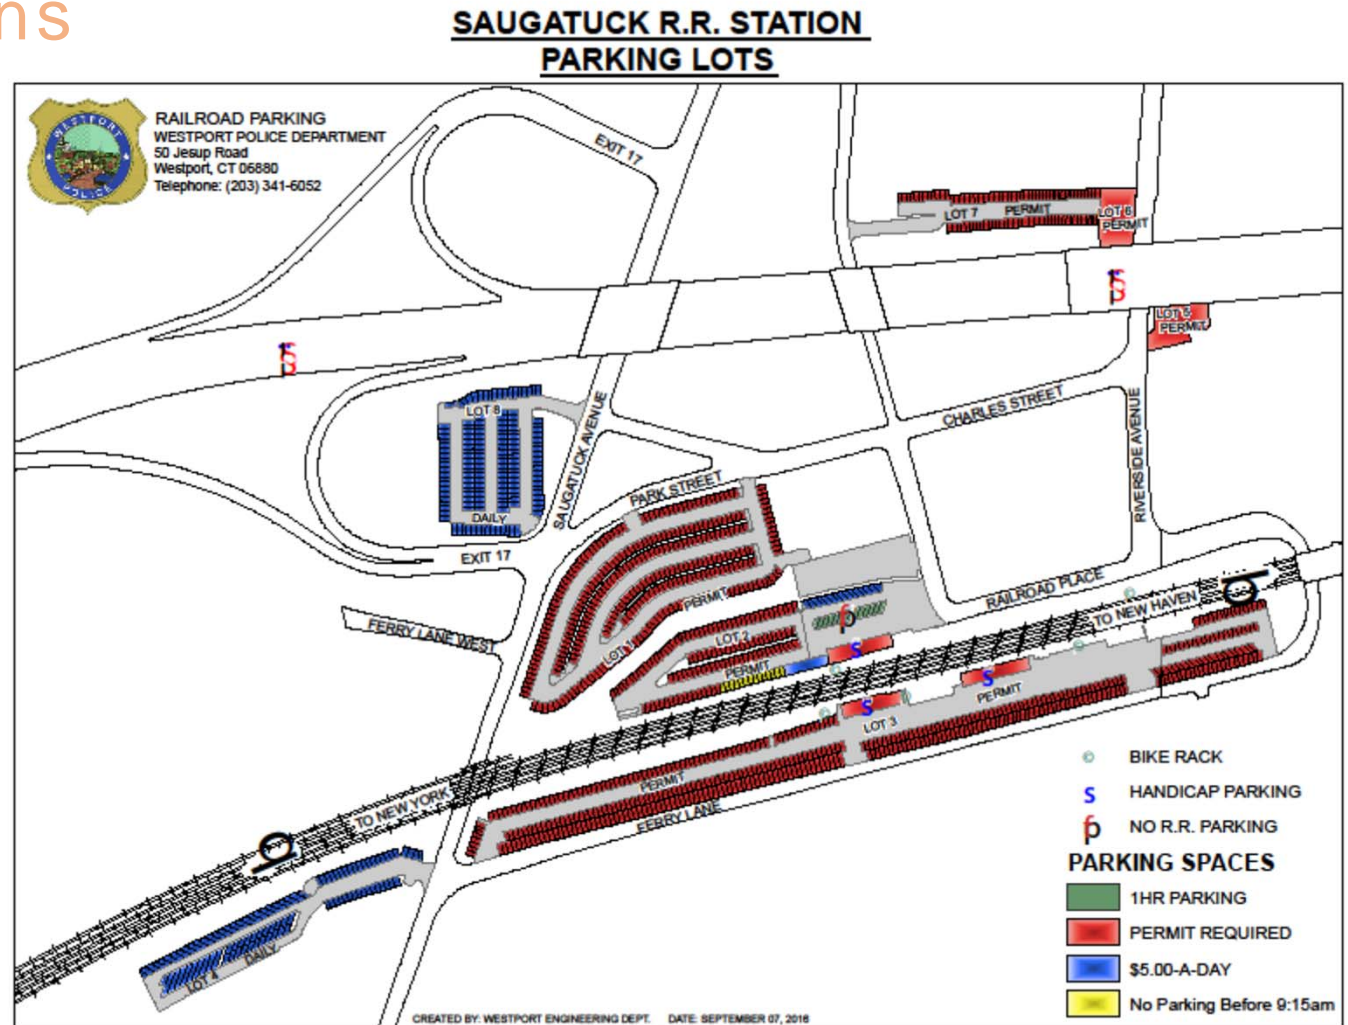 ns
SAUGATUCK R.R. STATION
PARKING LOTS
WESTPORT
POLICE
RAILROAD PARKING
WESTPORT POLICE DEPARTMENT
50 Jesup Road
Westport, CT 06880
Telephone: (203) 341-6052
EXIT 17
LOT 7
PERMIT
LOT 6
PERMIT
LOT 5
PERMIT
LOT 8
DAILY
SAUGATUCK AVENUE
CHARLES STREET
RIVERSIDE AVENUE
PARK STREET
EXIT 17
PERMIT
LOT 1
RAILROAD PLACE
TO NEW HAVEN
FERRY LANE WEST
LOT 2
PERMIT
PERMIT
LOT 3
PERMIT
FERRY LANE
TO NEW YORK
LOT 4
DAILY
BIKE RACK
S HANDICAP PARKING
NO R.R. PARKING
PARKING SPACES
1HR PARKING
PERMIT REQUIRED
$5.00-A-DAY
No Parking Before 9:15am
CREATED BY: WESTPORT ENGINEERING DEPT. DATE: SEPTEMBER 07, 2016